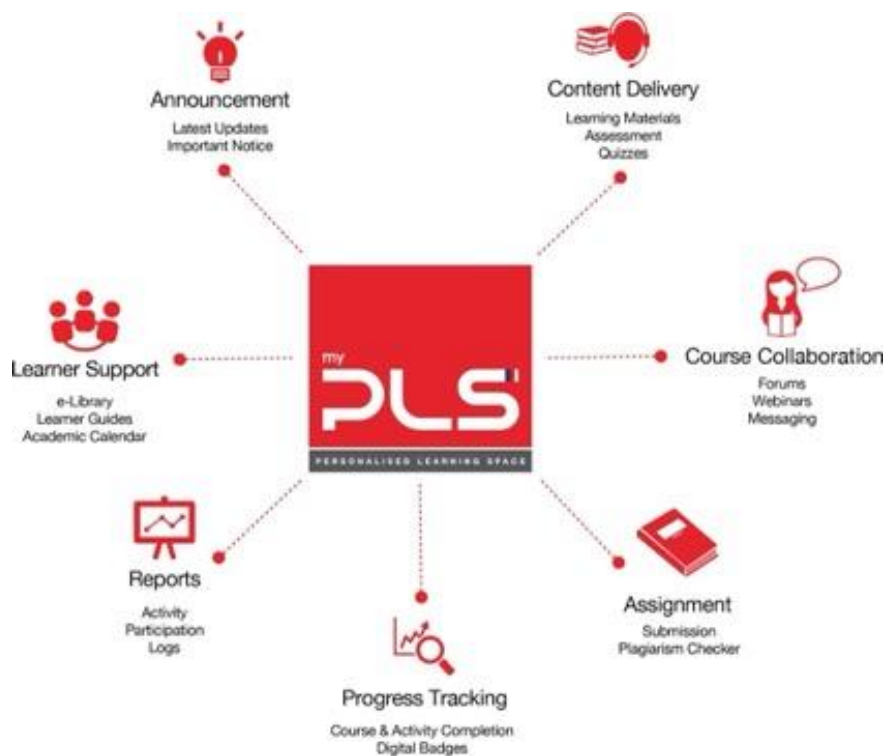 Announcement
Latest Updates
Important Notice
Content Delivery
Learning Materials
Assessment
Quizzes
Learner Support
e-Library
Learner Guides
Academic Calendar
my
PLS
PERSONALISED LEARNING SPACE
Course Collaboration
Forums
Webinars
Messaging
Reports
Activity
Participation
Logs
Progress Tracking
Course & Activity Completion
Digital Badges
Assignment
Submission
Plagiarism Checker